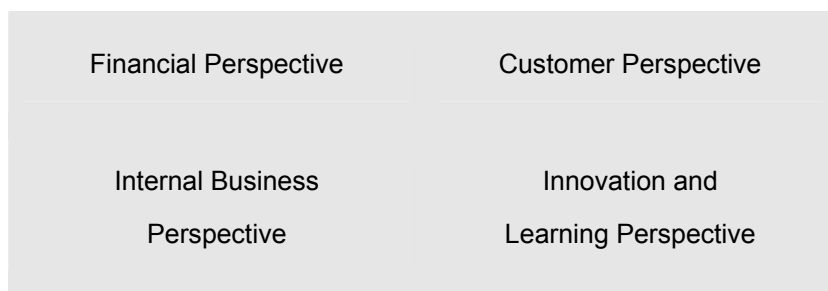 Financial Perspective
Customer Perspective
Internal Business
Perspective
Innovation and
Learning Perspective